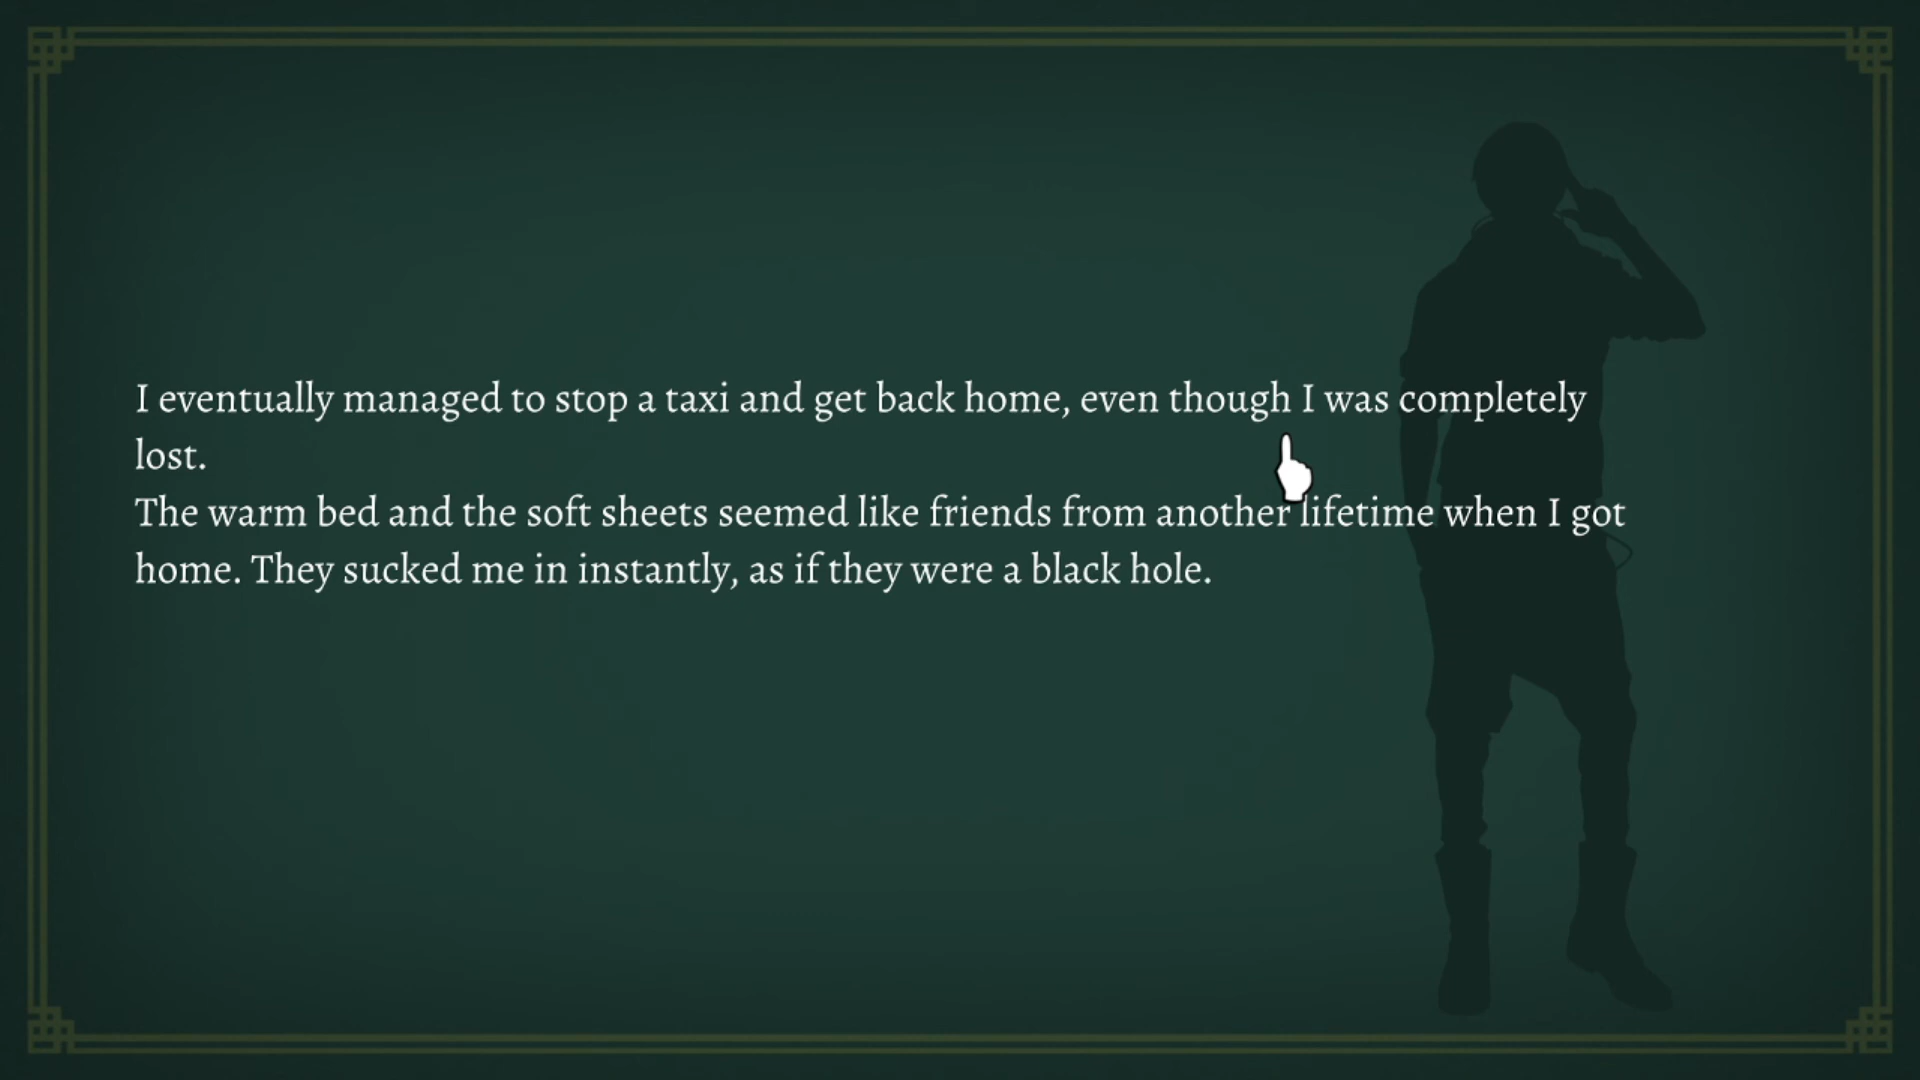 I eventually managed to stop a taxi and get back home, even though I was completely
lost.
The warm bed and the soft sheets seemed like friends from another lifetime when I got
home. They sucked me in instantly, as if they were a black hole.